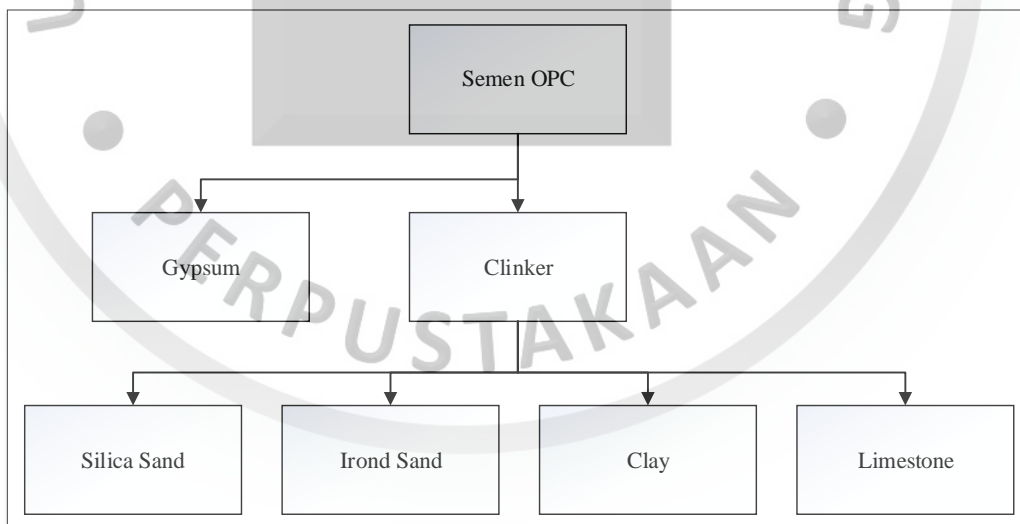 Semen OPC
Gypsum
Clinker
PERPUSTAKAAN
Silica Sand
Irond Sand
Clay
Limestone